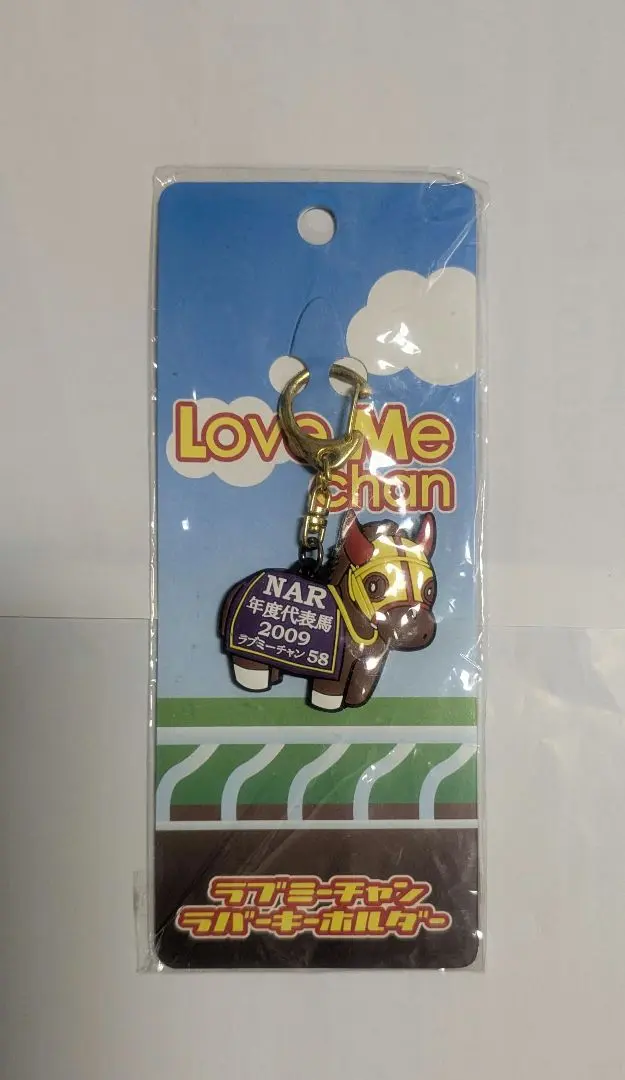 Love Me
chan
NAR
年度代表馬
2009
ラブミーチャン 58
ラブミーチャン
ラバーキーホルダー